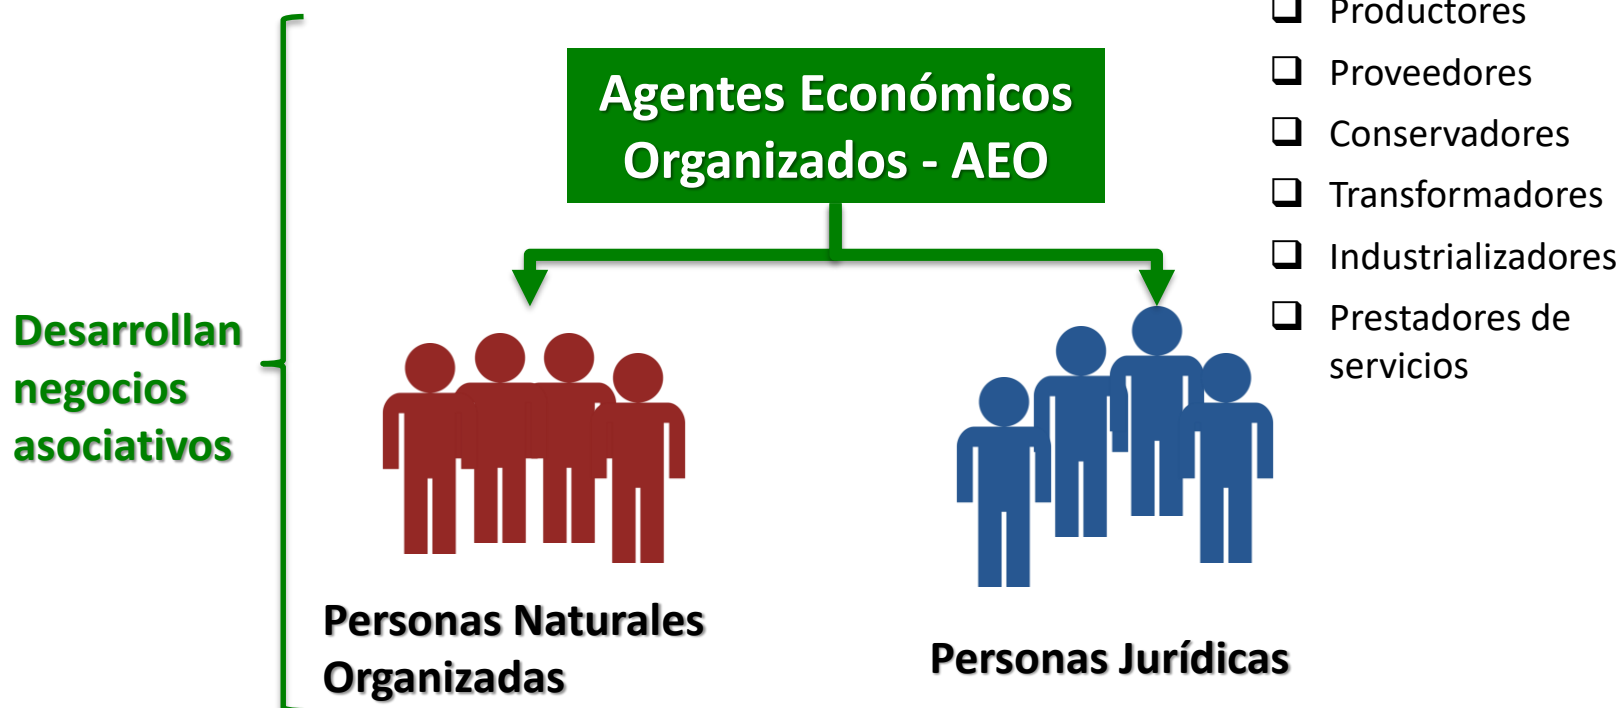 Agentes Económicos
Organizados - AEO
Productores
Proveedores
Conservadores
Transformadores
Industrializadores
Prestadores de
servicios
Desarrollan
negocios
asociativos
Personas Naturales
Organizadas
Personas Jurídicas